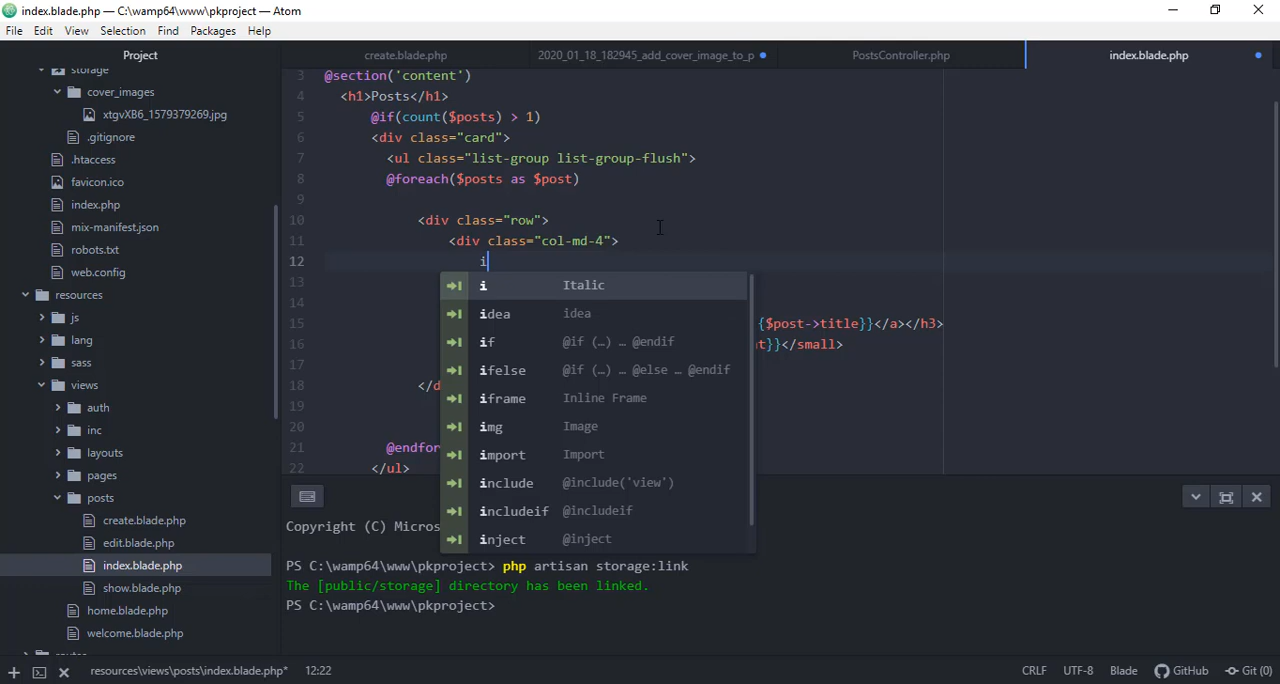 index.blade.php — C:\wamp64\www\pkproject — Atom
File Edit View Selection Find Packages Help
Project
create.blade.php
2020_01_18_182945_add_cover_image_to_p
PostsController.php
index.blade.php
storage
cover_images
xtgvXB6_1579379269.jpg
.gitignore
.htaccess
favicon.ico
index.php
mix-manifest.json
robots.txt
web.config
resources
js
lang
sass
views
auth
inc
layouts
pages
posts
create.blade.php
edit.blade.php
index.blade.php
show.blade.php
home.blade.php
welcome.blade.php
3 @section('content')
4 <h1>Posts</h1>
5 @if(count($posts) > 1)
6 <div class="card">
7 <ul class="list-group list-group-flush">
8 @foreach($posts as $post)
9
10 <div class="row">
11 <div class="col-md-4">
12 i
13
14
15 {$post->title}}</a></h3>
16 t}}</small>
17
18 </d
19
20
21 @endfor
22 </ul>
i Italic
idea idea
if @if (…) … @endif
ifelse @if (…) … @else … @endif
iframe Inline Frame
img Image
import Import
include @include('view')
includeif @includeif
inject @inject
Copyright (C) Micros
PS C:\wamp64\www\pkproject> php artisan storage:link
The [public/storage] directory has been linked.
PS C:\wamp64\www\pkproject>
resources\views\posts\index.blade.php* 12:22 CRLF UTF-8 Blade GitHub Git (0)